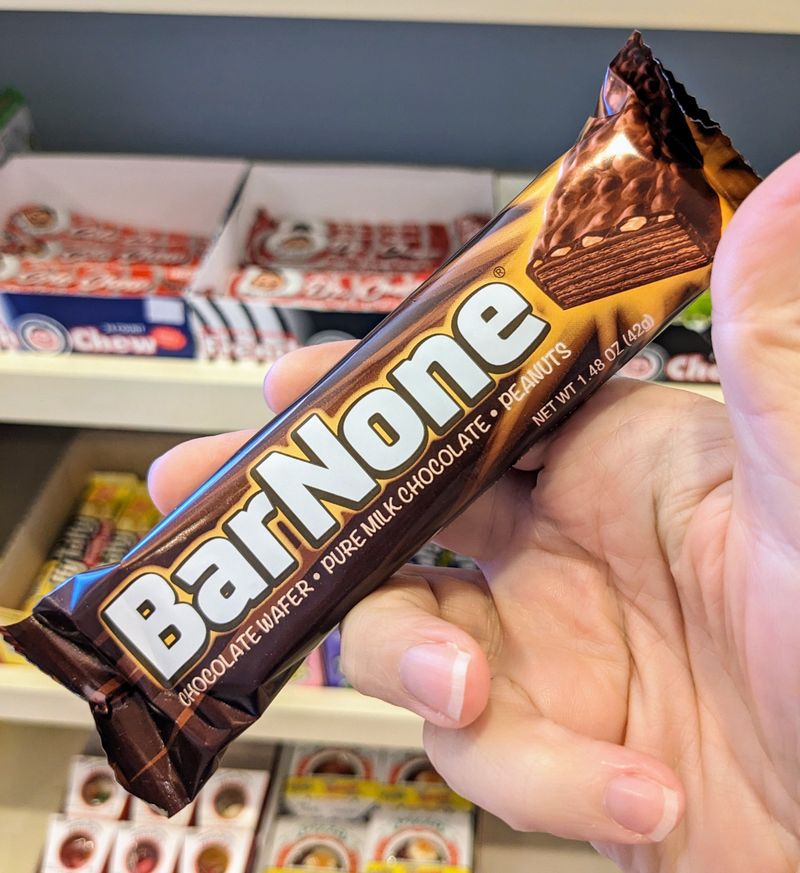 BarNone®
CHOCOLATE WAFER • PURE MILK CHOCOLATE • PEANUTS
NET WT 1.48 OZ (42g)
Chew